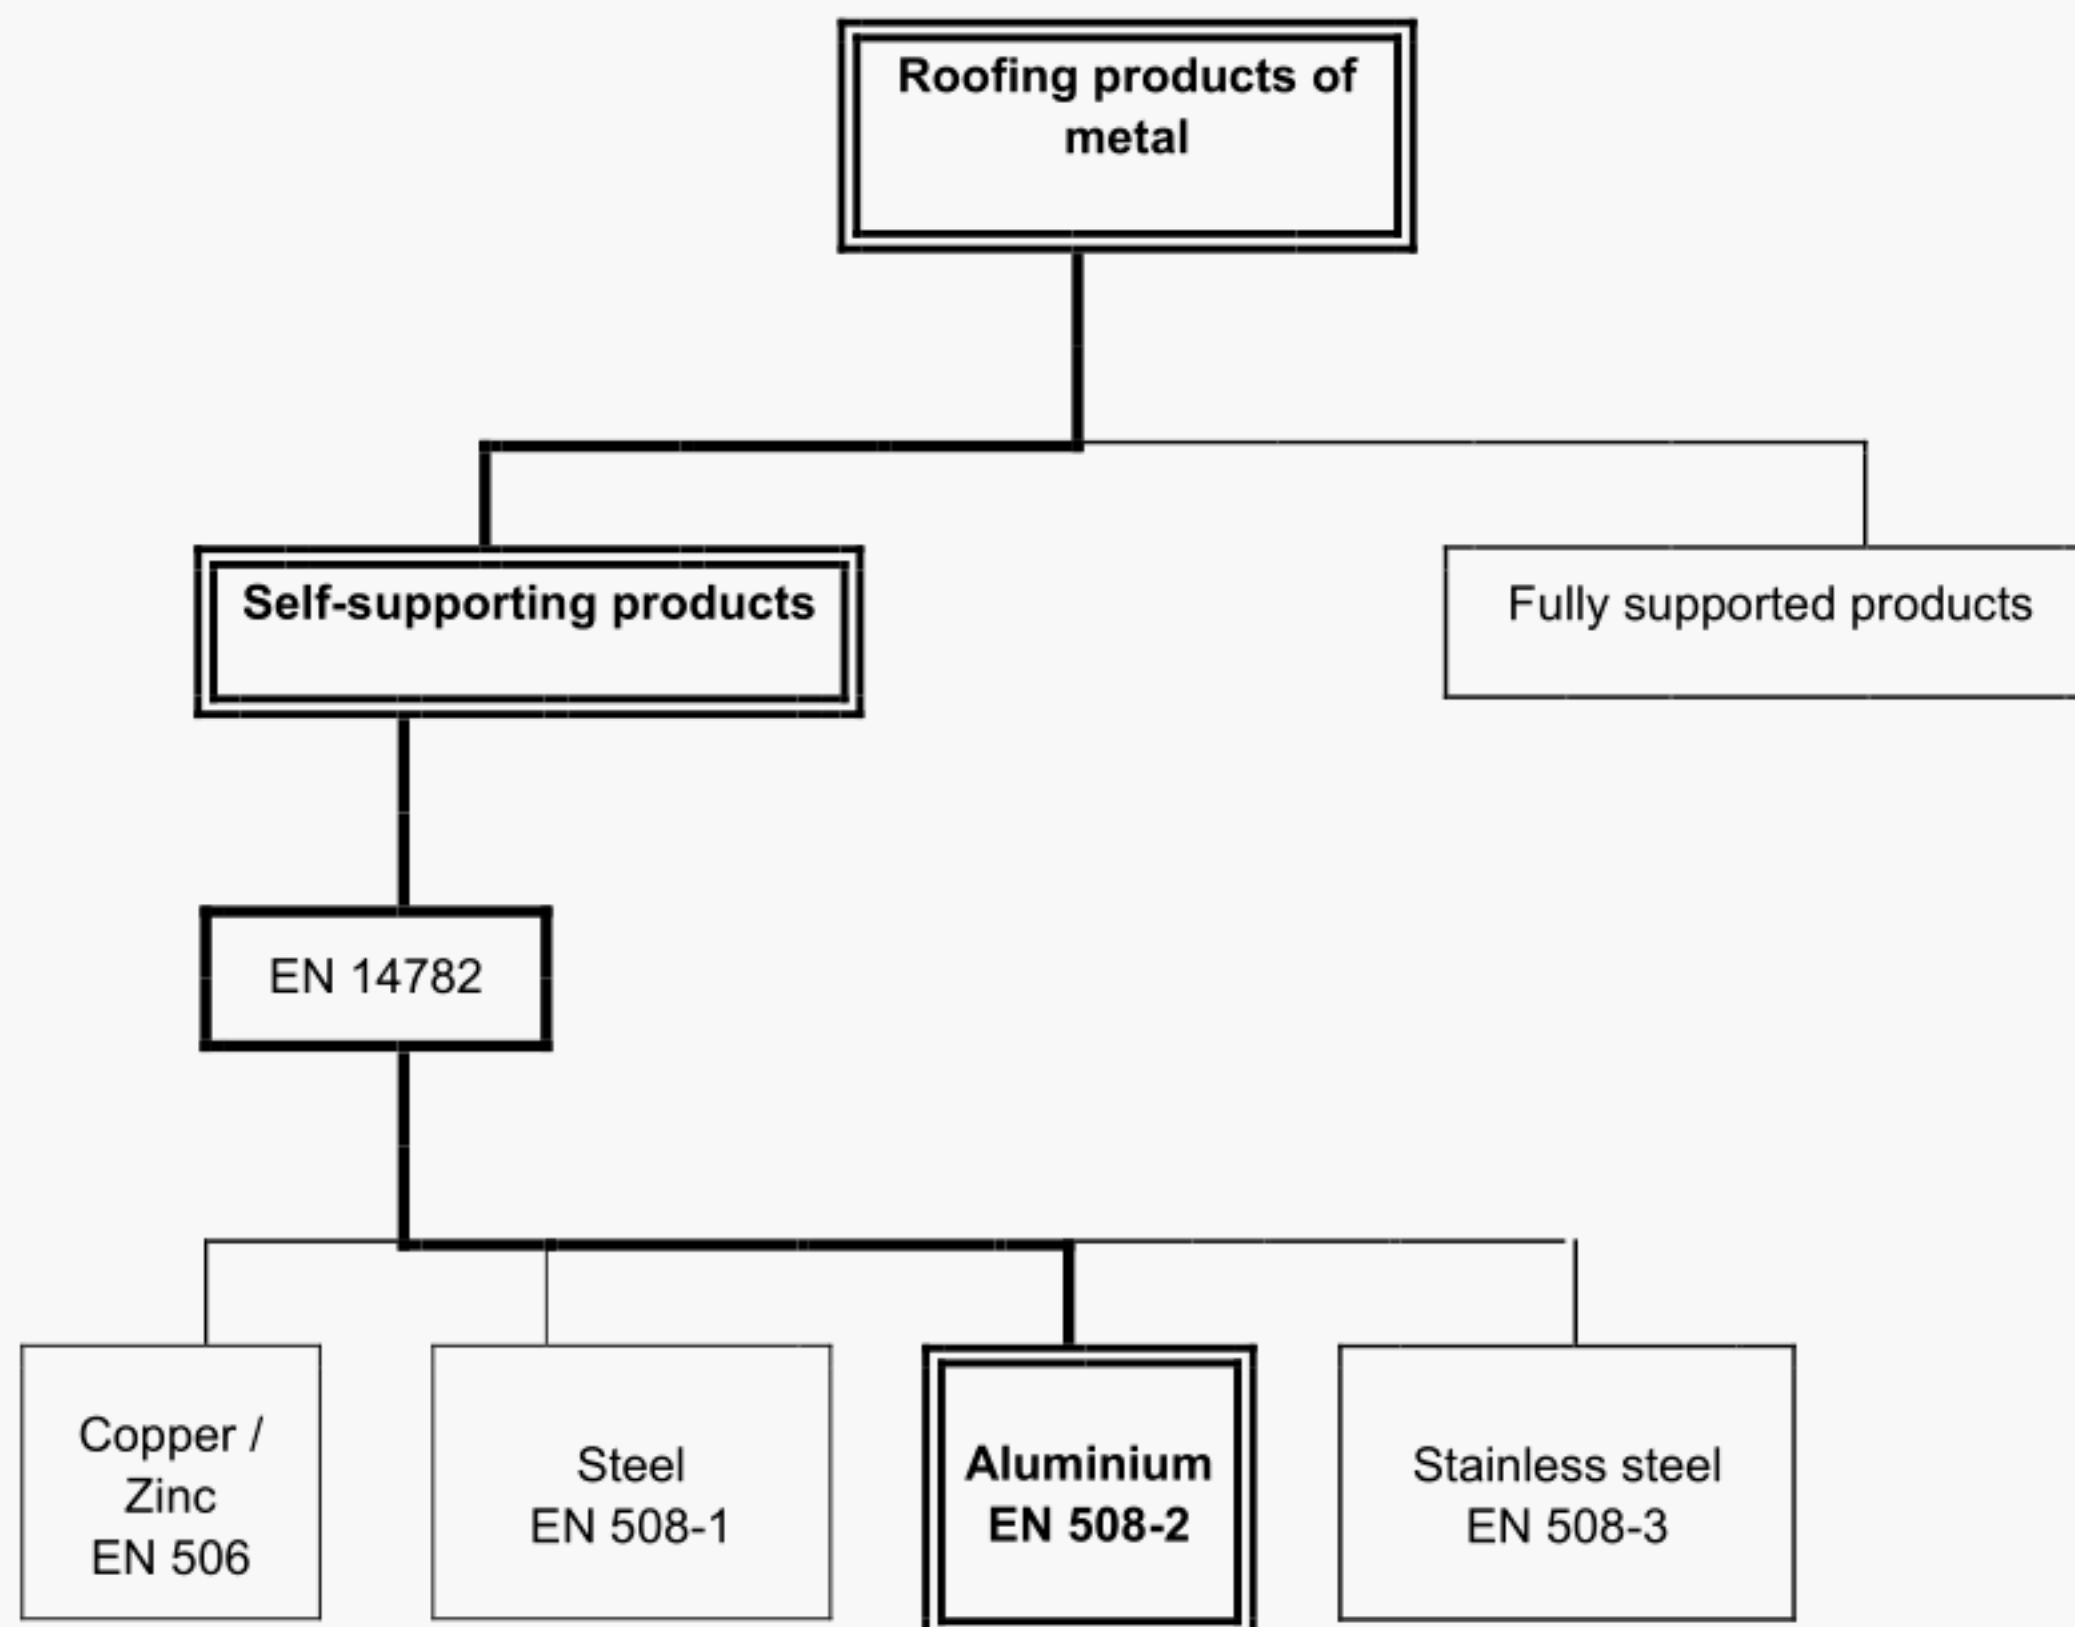 Roofing products of
metal
Self-supporting products
Fully supported products
EN 14782
Copper /
Zinc
EN 506
Steel
EN 508-1
Aluminium
EN 508-2
Stainless steel
EN 508-3